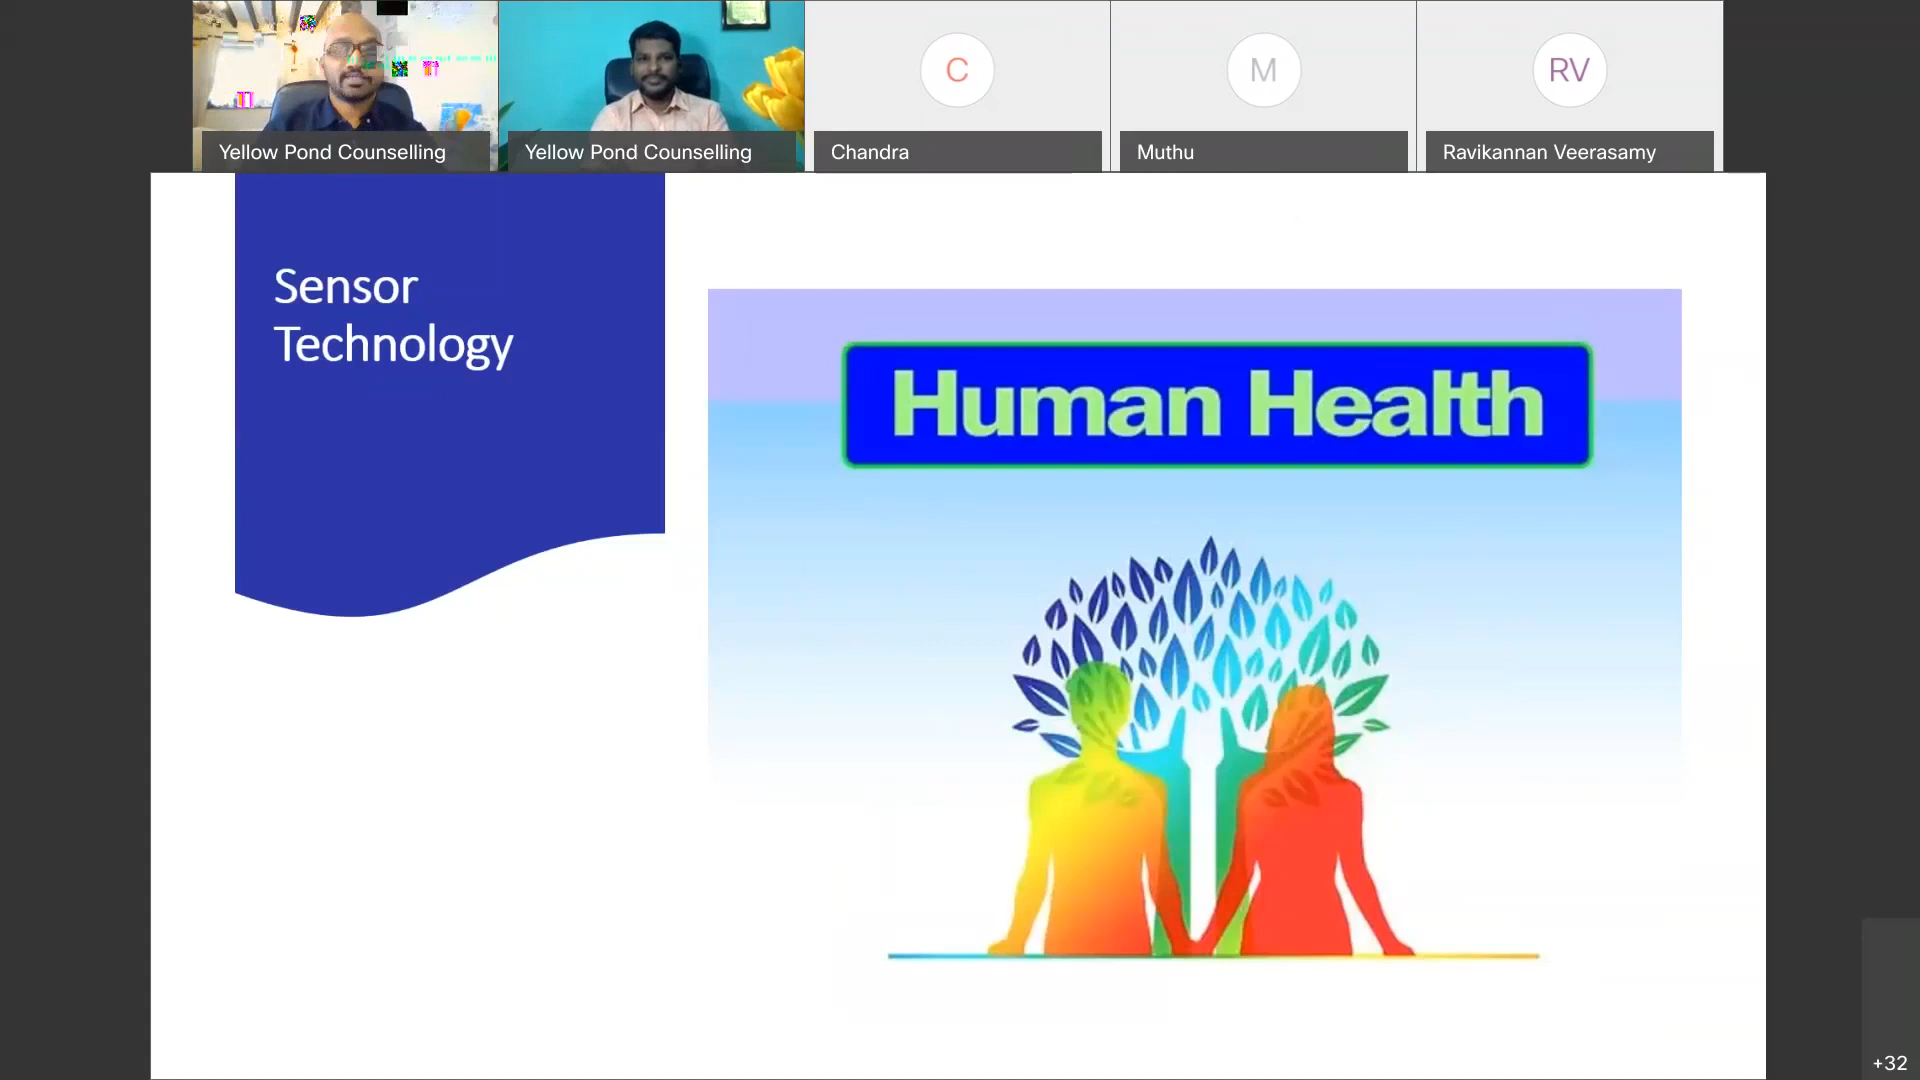 Yellow Pond Counselling
Yellow Pond Counselling
C
Chandra
M
Muthu
RV
Ravikannan Veerasamy
Sensor
Technology
Human Health
+32